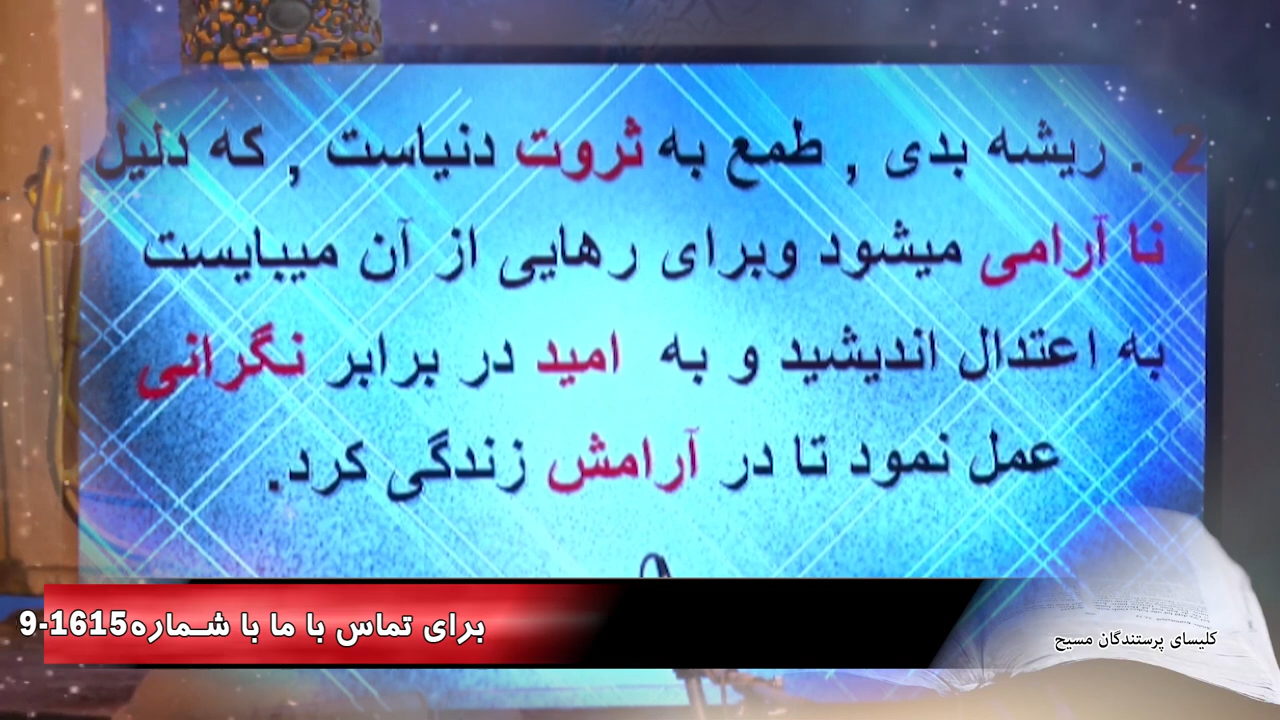 2 . ریشه بدی , طمع به ثروت دنیاست , که دلیل
نا آرامی میشود وبرای رهایی از آن میبایست
به اعتدال اندیشید و به امید در برابر نگرانی
عمل نمود تا در آرامش زندگی کرد.
برای تماس با ما با شـماره1615-9
کلیسای پرستندگان مسیح